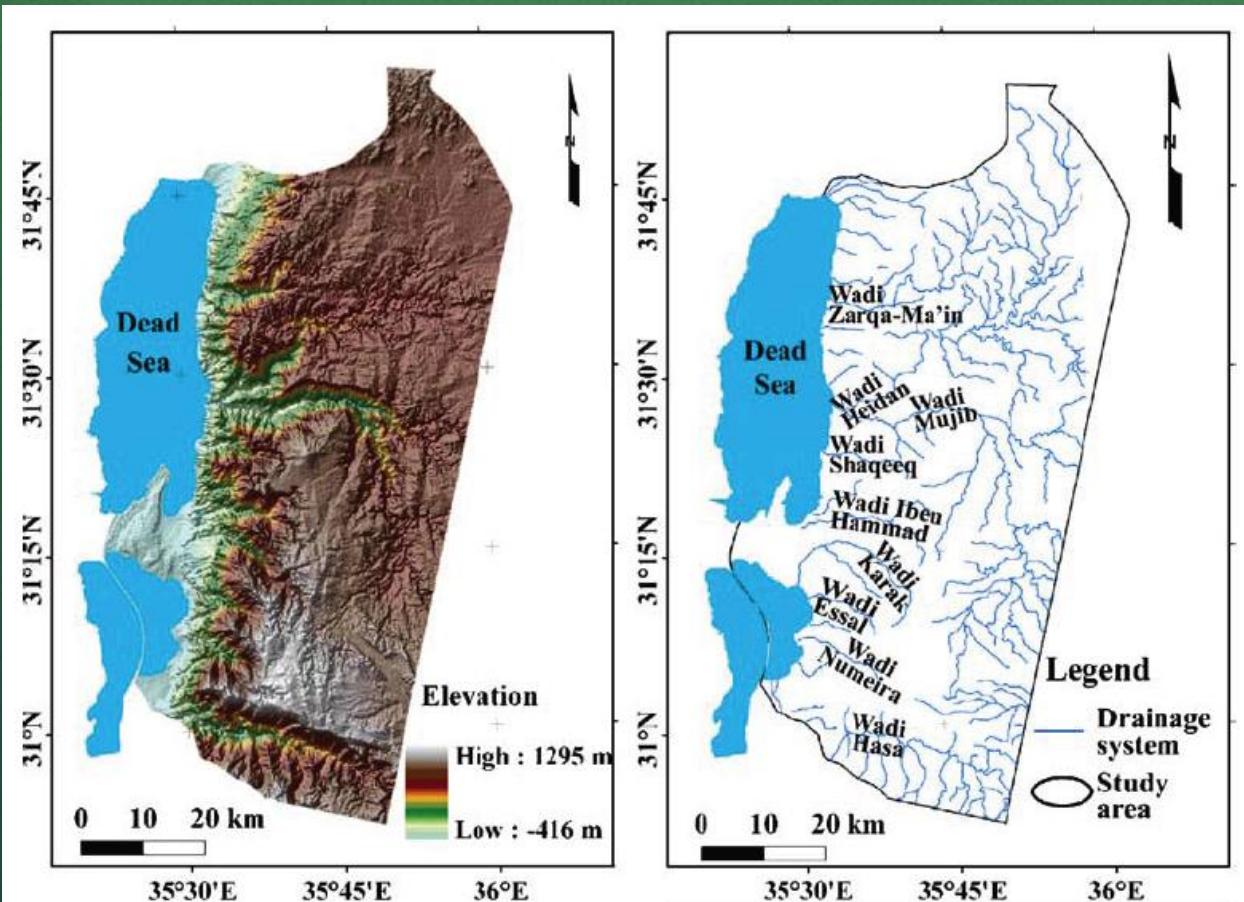 N
31°45'N
31°30'N
31°15'N
31°N
Dead
Sea
Elevation
High : 1295 m
Low : -416 m
0 10 20 km
35°30'E 35°45'E 36°E
N
31°45'N
31°30'N
31°15'N
31°N
Dead
Sea
Wadi
Zarqa-Ma'in
Wadi
Heidan
Wadi
Mujib
Wadi
Shaqeeq
Wadi Iben
Hammad
Wadi
Karak
Wadi
Essal
Wadi
Numeira
Wadi
Hasa
Legend
Drainage
system
Study
area
0 10 20 km
35°30'E 35°45'E 36°E